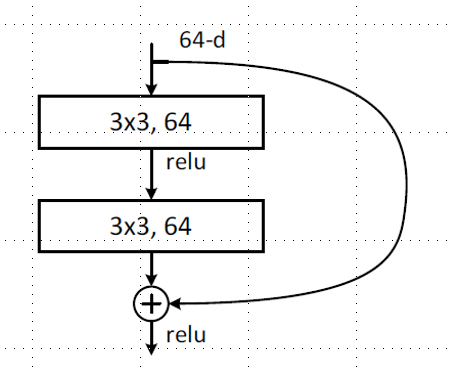 64-d
3x3, 64
relu
3x3, 64
relu